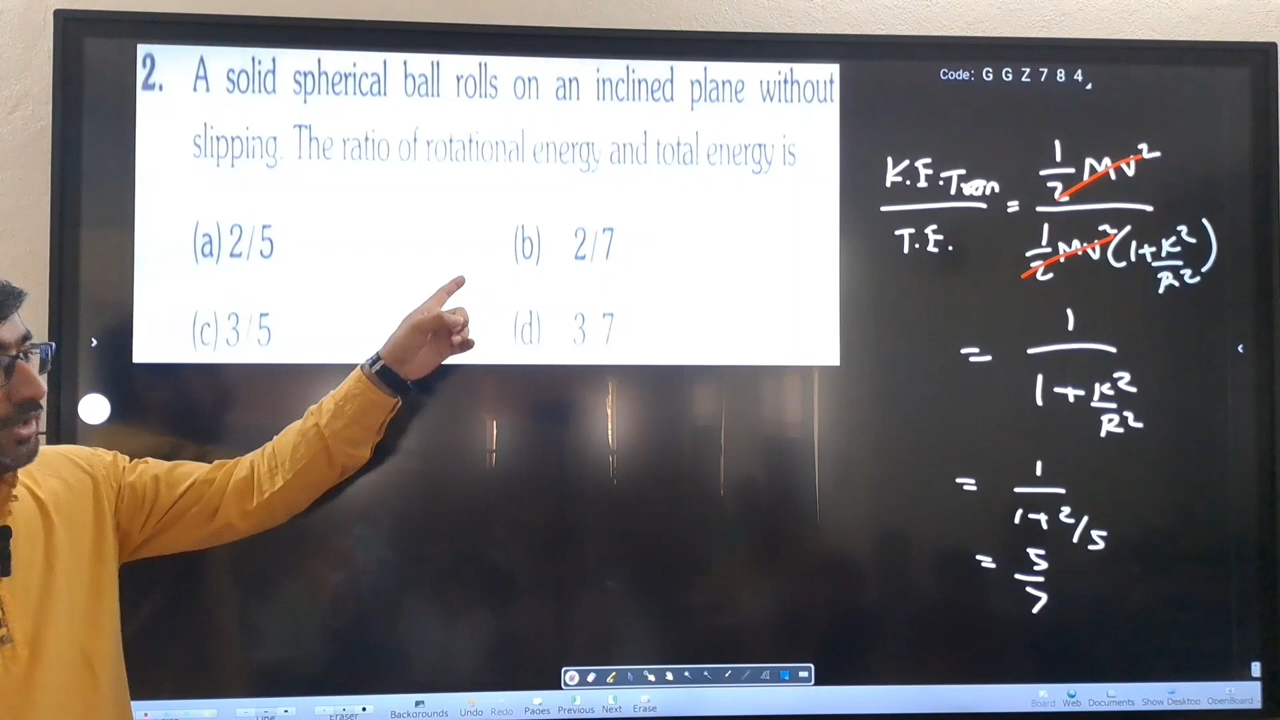 2. A solid spherical ball rolls on an inclined plane without
slipping. The ratio of rotational energy and total energy is
(a) 2/5 (b) 2/7
(c) 3/5 (d) 3 7
Code: G G Z 7 8 4
K.E.Tran / T.E. = 1/2 Mv² / 1/2 Mv² (1+K²/R²)
= 1 / 1+K²/R²
= 1 / 1+2/5
= 5/7
Line Eraser Backgrounds Undo Redo Pages Previous Next Erase Board Web Documents Show Desktop OpenBoard